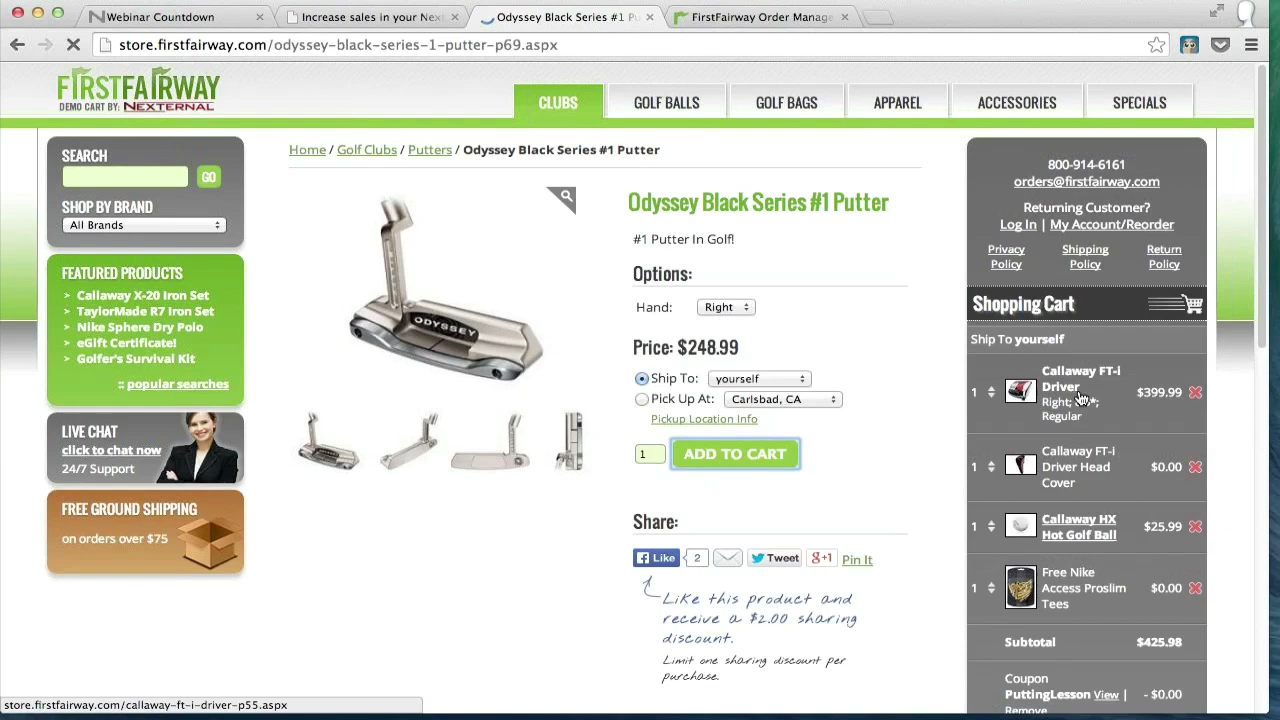 Webinar Countdown
Increase sales in your Nex
Odyssey Black Series #1 Pu
FirstFairway Order Manage
store.firstfairway.com/odyssey-black-series-1-putter-p69.aspx
FIRSTFAIRWAY
DEMO CART BY: NEXTERNAL
CLUBS
GOLF BALLS
GOLF BAGS
APPAREL
ACCESSORIES
SPECIALS
SEARCH
GO
SHOP BY BRAND
All Brands
FEATURED PRODUCTS
> Callaway X-20 Iron Set
> TaylorMade R7 Iron Set
> Nike Sphere Dry Polo
> eGift Certificate!
> Golfer's Survival Kit
:: popular searches
LIVE CHAT
click to chat now
24/7 Support
FREE GROUND SHIPPING
on orders over $75
Home / Golf Clubs / Putters / Odyssey Black Series #1 Putter
ODYSSEY
Odyssey Black Series #1 Putter
#1 Putter In Golf!
Options:
Hand: Right
Price: $248.99
Ship To: yourself
Pick Up At: Carlsbad, CA
Pickup Location Info
1 ADD TO CART
Share:
Like 2 Tweet g+1 Pin It
Like this product and
receive a $2.00 sharing
discount.
Limit one sharing discount per
purchase.
800-914-6161
orders@firstfairway.com
Returning Customer?
Log In | My Account/Reorder
Privacy
Policy
Shipping
Policy
Return
Policy
Shopping Cart
Ship To yourself
1 Callaway FT-i
Driver $399.99
Right;
Regular
1 Callaway FT-i
Driver Head $0.00
Cover
1 Callaway HX
Hot Golf Ball $25.99
1 Free Nike
Access Proslim $0.00
Tees
Subtotal $425.98
Coupon
PuttingLesson View | - $0.00
Remove
store.firstfairway.com/callaway-ft-i-driver-p55.aspx